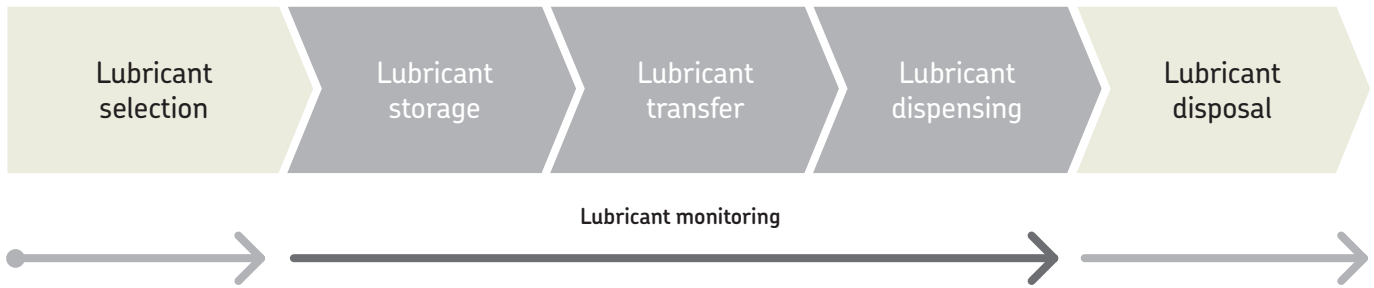 Lubricant
selection
Lubricant
storage
Lubricant
transfer
Lubricant
dispensing
Lubricant
disposal
Lubricant monitoring